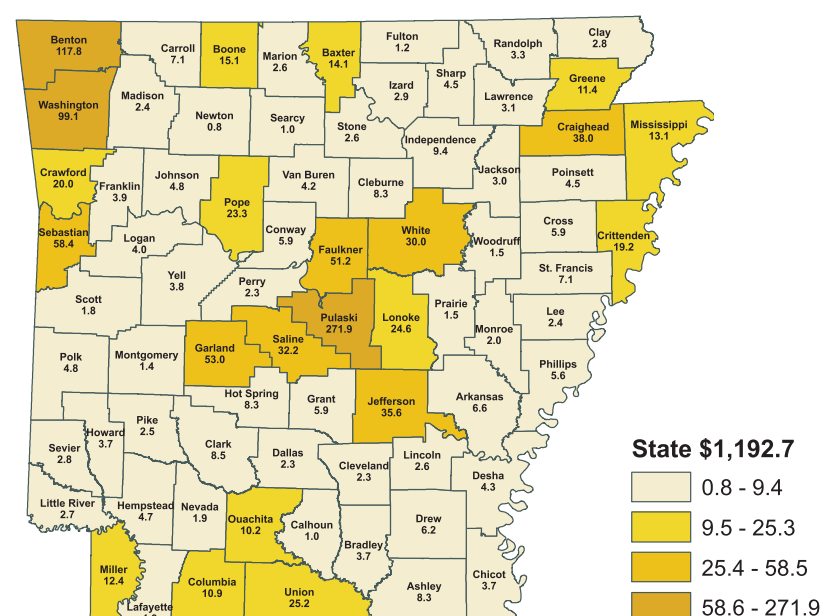 Benton
117.8
Carroll
7.1
Boone
15.1
Marion
2.6
Baxter
14.1
Fulton
1.2
Randolph
3.3
Clay
2.8
Washington
99.1
Madison
2.4
Newton
0.8
Searcy
1.0
Stone
2.6
Izard
2.9
Sharp
4.5
Lawrence
3.1
Greene
11.4
Independence
9.4
Craighead
38.0
Mississippi
13.1
Crawford
20.0
Franklin
3.9
Johnson
4.8
Pope
23.3
Van Buren
4.2
Cleburne
8.3
Jackson
3.0
Poinsett
4.5
Sebastian
58.4
Logan
4.0
Conway
5.9
Faulkner
51.2
White
30.0
Woodruff
1.5
Cross
5.9
Crittenden
19.2
St. Francis
7.1
Scott
1.8
Yell
3.8
Perry
2.3
Pulaski
271.9
Lonoke
24.6
Prairie
1.5
Monroe
2.0
Lee
2.4
Phillips
5.6
Polk
4.8
Montgomery
1.4
Garland
53.0
Saline
32.2
Hot Spring
8.3
Grant
5.9
Jefferson
35.6
Arkansas
6.6
Sevier
2.8
Howard
3.7
Pike
2.5
Clark
8.5
Dallas
2.3
Cleveland
2.3
Lincoln
2.6
Desha
4.3
Little River
2.7
Hempstead
4.7
Nevada
1.9
Ouachita
10.2
Calhoun
1.0
Bradley
3.7
Drew
6.2
Miller
12.4
Lafayette
Columbia
10.9
Union
25.2
Ashley
8.3
Chicot
3.7
State $1,192.7
0.8 - 9.4
9.5 - 25.3
25.4 - 58.5
58.6 - 271.9